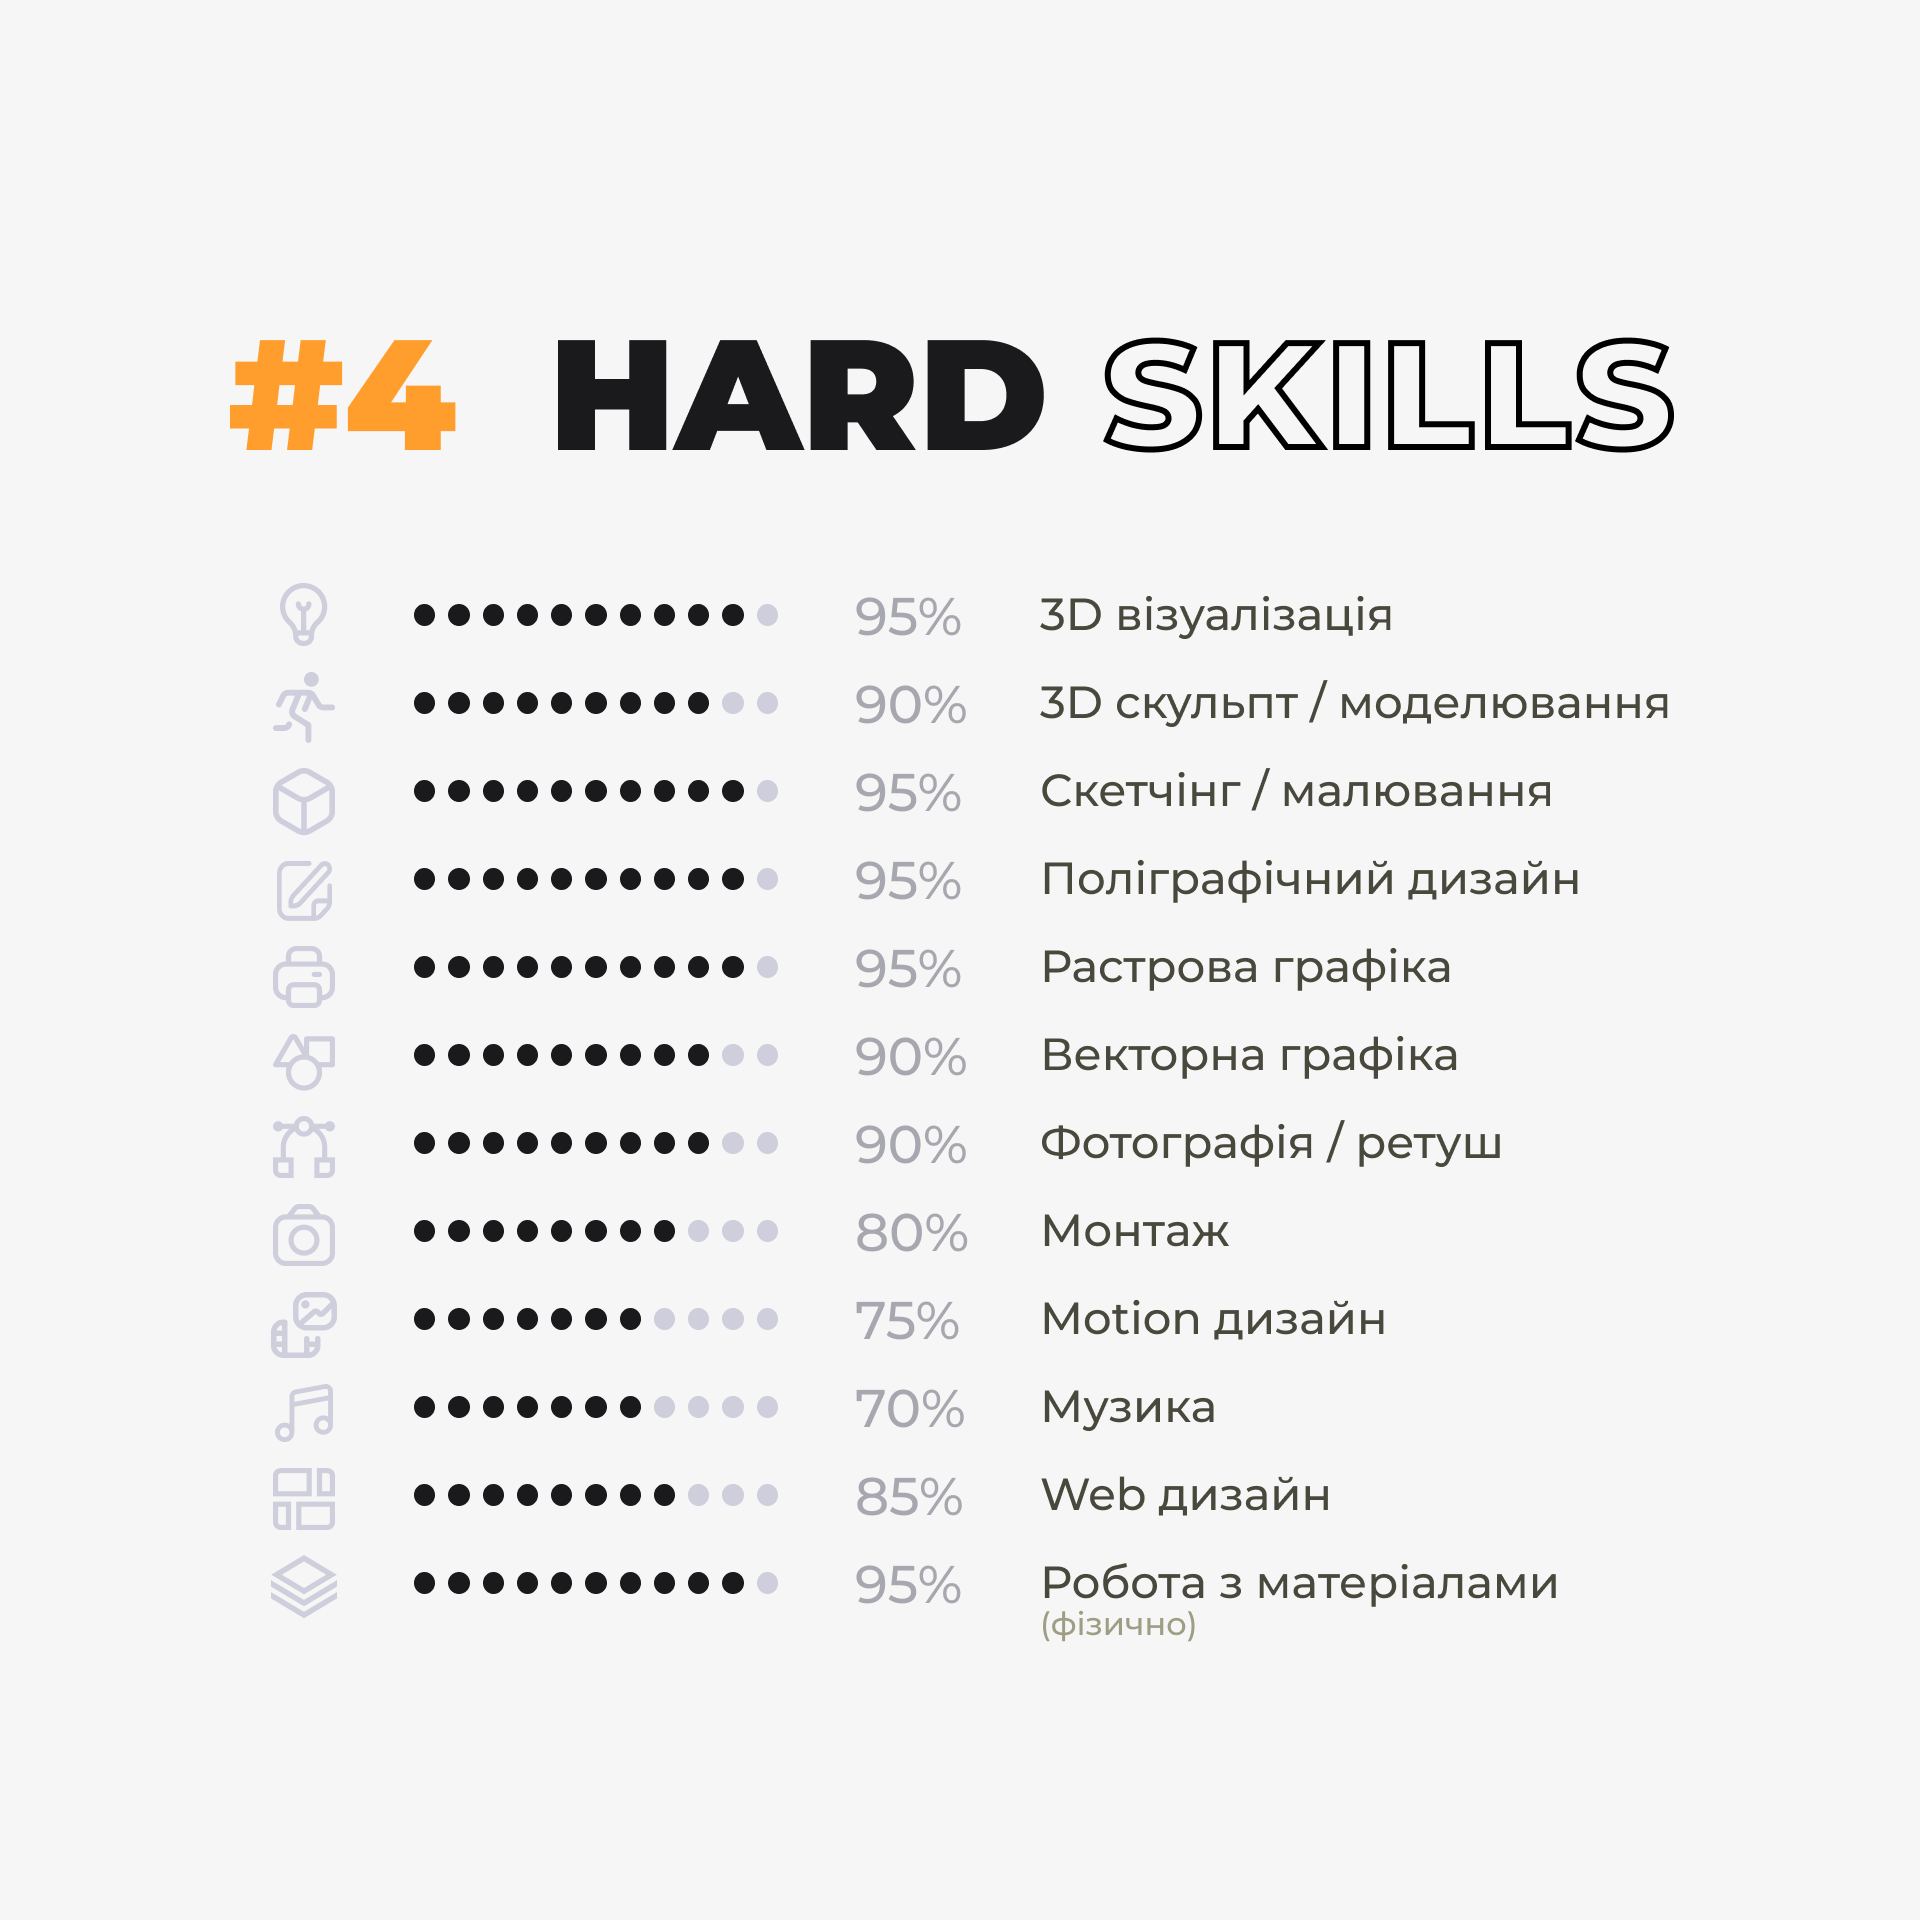 #4 HARD SKILLS
95% 3D візуалізація
90% 3D скульпт / моделювання
95% Скетчінг / малювання
95% Поліграфічний дизайн
95% Растрова графіка
90% Векторна графіка
90% Фотографія / ретуш
80% Монтаж
75% Motion дизайн
70% Музика
85% Web дизайн
95% Робота з матеріалами
(фізично)